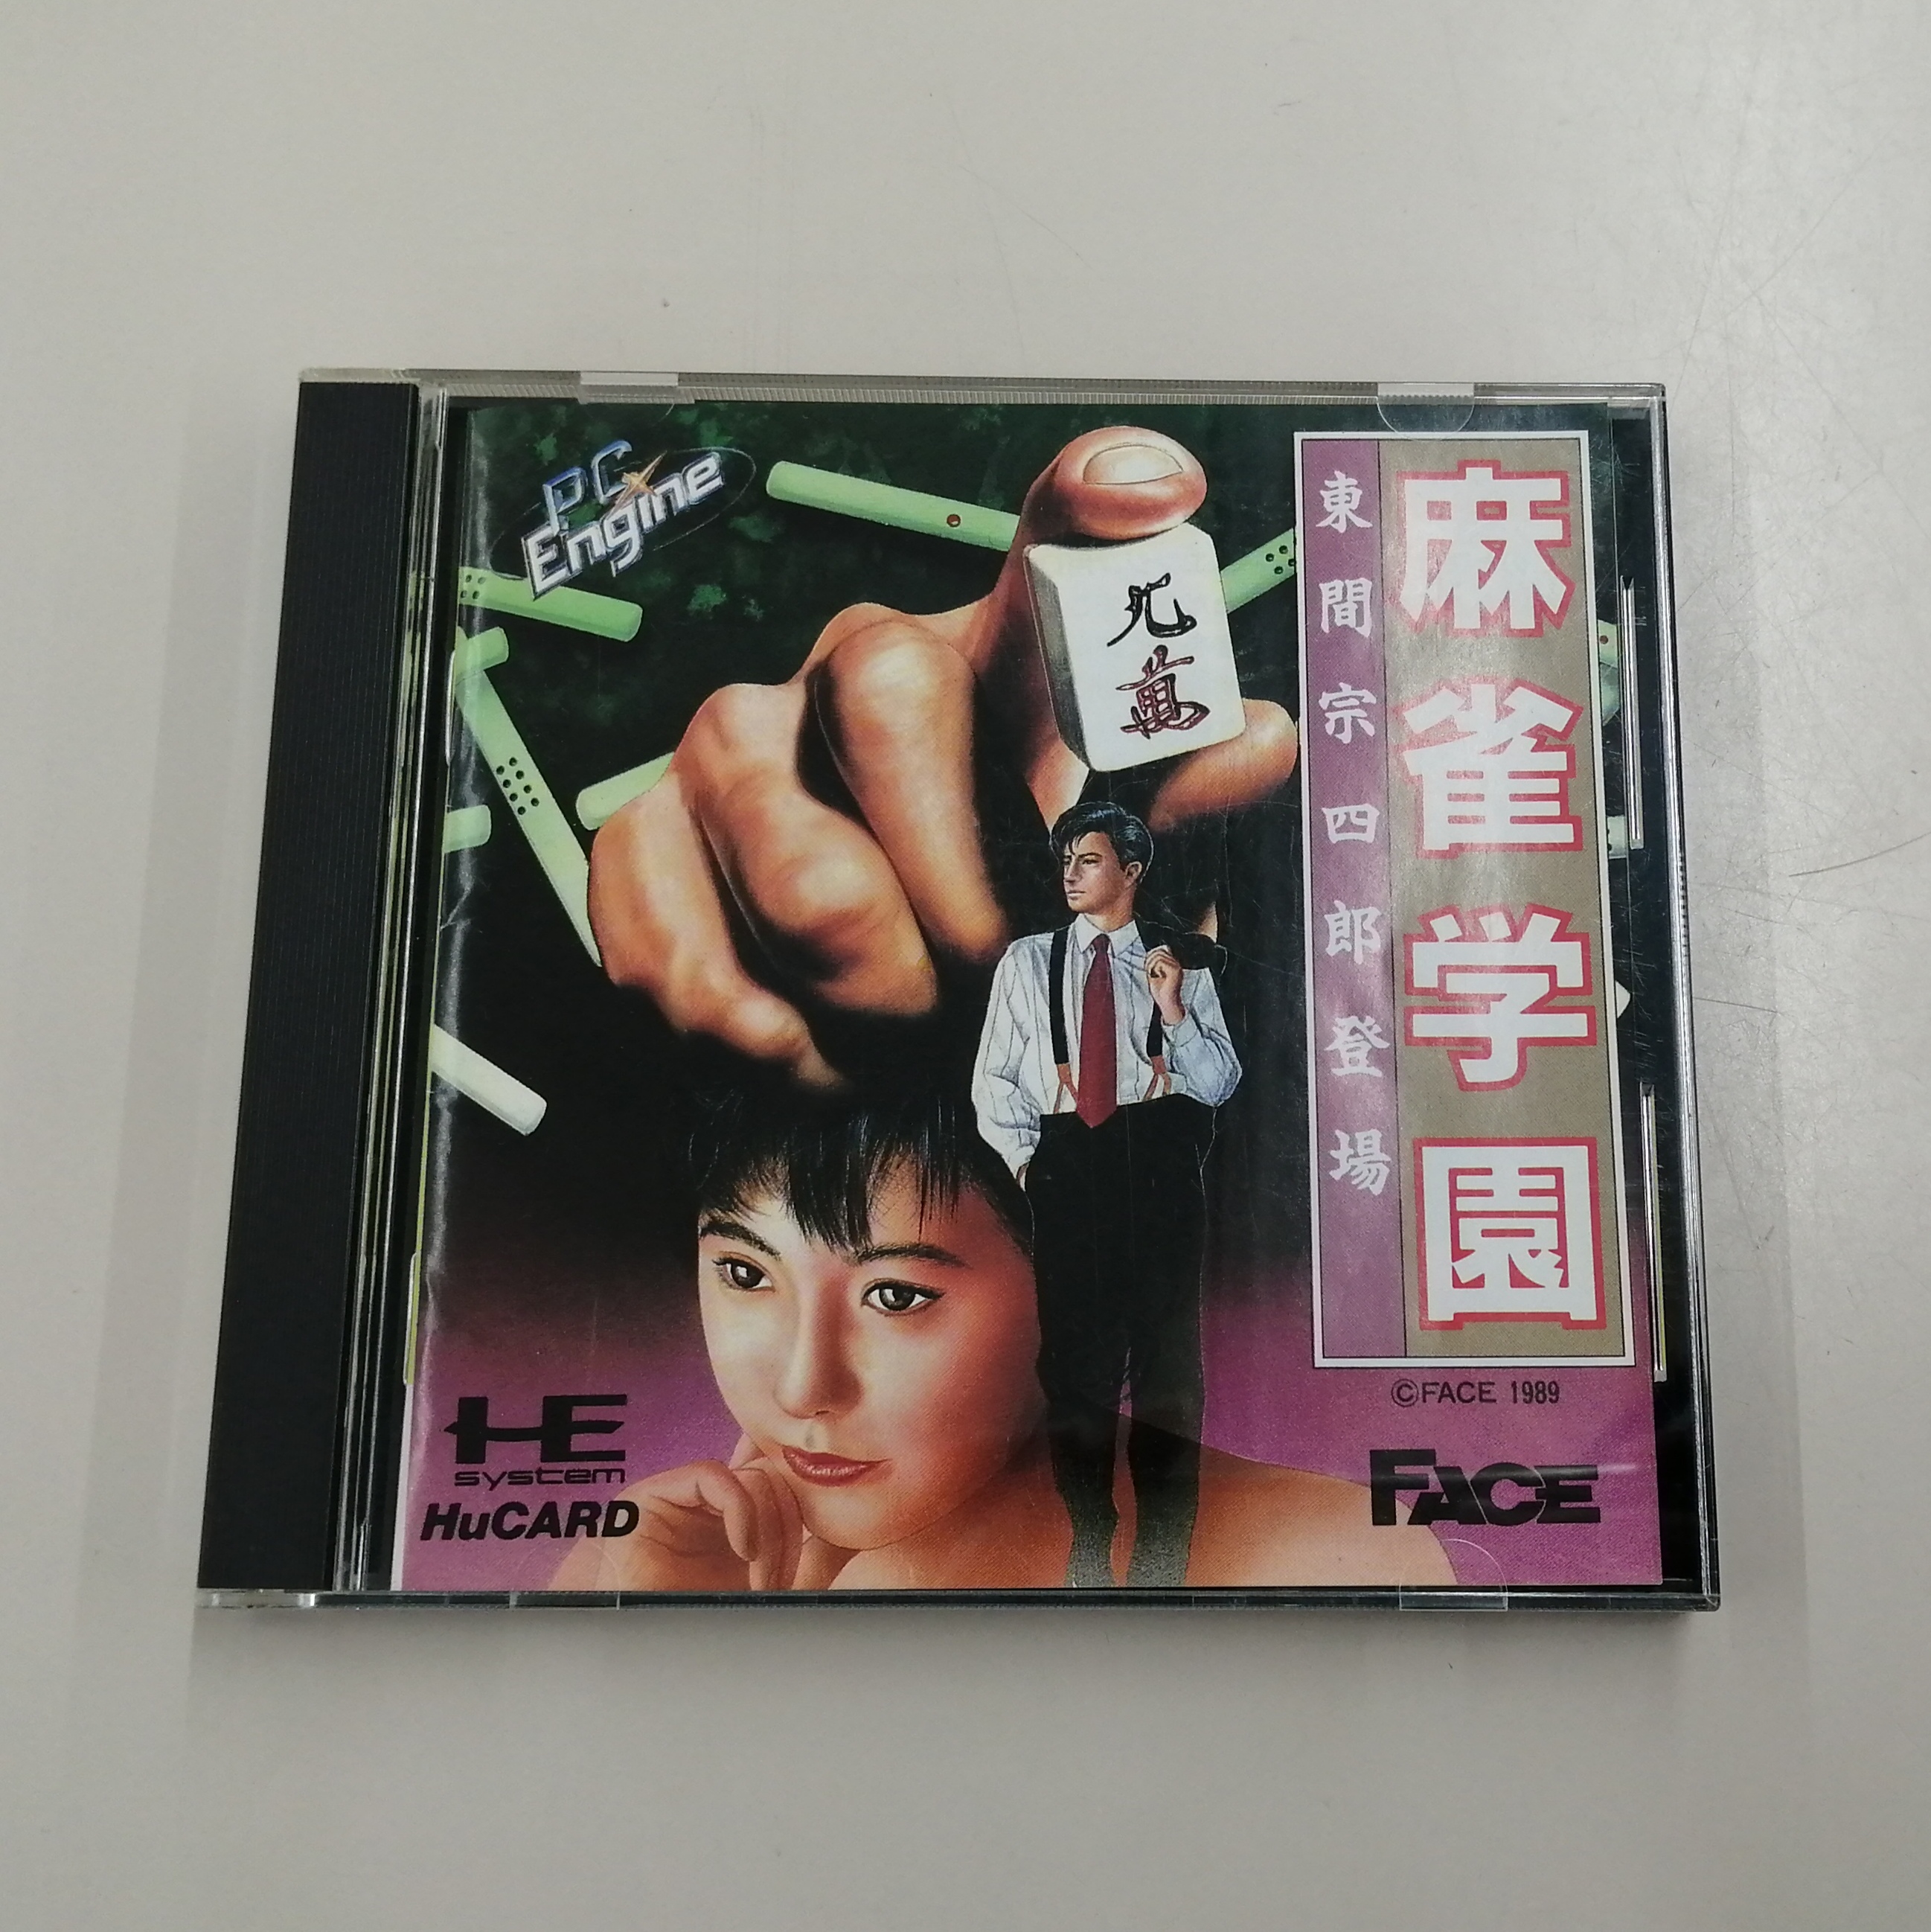 PC Engine
麻雀学園
東間宗四郎登場
九萬
©FACE 1989
FACE
HE
system
HuCARD